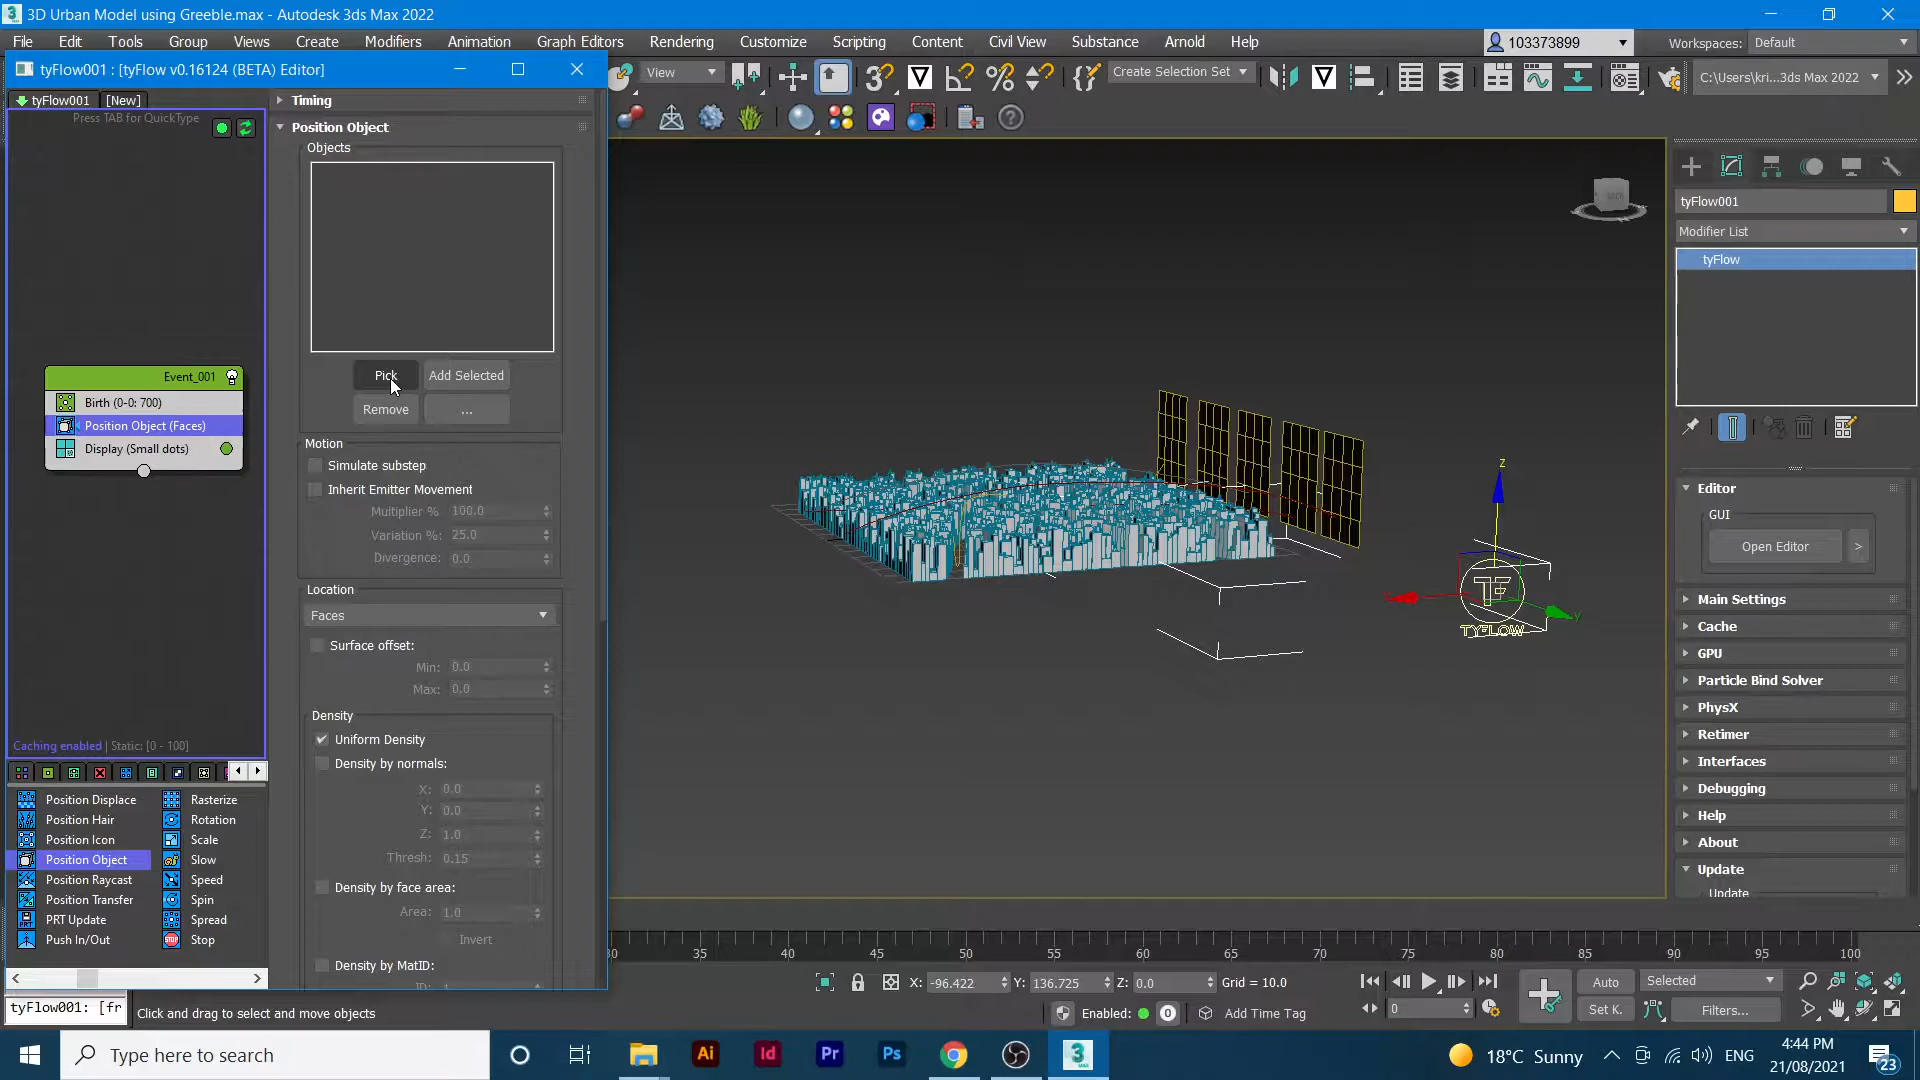 3D Urban Model using Greeble.max - Autodesk 3ds Max 2022
File Edit Tools Group Views Create Modifiers Animation Graph Editors Rendering Customize Scripting Content Civil View Substance Arnold Help
103373899
Workspaces: Default
tyFlow001 : [tyFlow v0.16124 (BETA) Editor]
View
Create Selection Set
C:\Users\kri...3ds Max 2022
tyFlow001 [New]
Press TAB for QuickType
Timing
Position Object
Objects
Pick
Add Selected
Remove
...
Motion
Simulate substep
Inherit Emitter Movement
Multiplier % 100.0
Variation %: 25.0
Divergence: 0.0
Location
Faces
Surface offset:
Min: 0.0
Max: 0.0
Density
Uniform Density
Density by normals:
X: 0.0
Y: 0.0
Z: 1.0
Thresh: 0.15
Density by face area:
Area: 1.0
Invert
Density by MatID:
Event_001
Birth (0-0: 700)
Position Object (Faces)
Display (Small dots)
Caching enabled | Static: [0 - 100]
Position Displace Rasterize
Position Hair Rotation
Position Icon Scale
Position Object Slow
Position Raycast Speed
Position Transfer Spin
PRT Update Spread
Push In/Out Stop
z
y
TYFLOW
tyFlow001
Modifier List
tyFlow
Editor
GUI
Open Editor >
Main Settings
Cache
GPU
Particle Bind Solver
PhysX
Retimer
Interfaces
Debugging
Help
About
Update
Update
30 35 40 45 50 55 60 65 70 75 80 85 90 95 100
X: -96.422 Y: 136.725 Z: 0.0 Grid = 10.0
Auto Selected
tyFlow001: [fr
Click and drag to select and move objects
Enabled: 0 Add Time Tag
0
Set K. Filters...
Type here to search
Ai Id Pr Ps 3
18°C Sunny
ENG
4:44 PM
21/08/2021
23